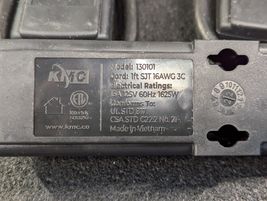 KMC
Model: 130101
Cord: 1ft SJT 16AWG 3C
Electrical Ratings:
15A 125V 60Hz 1625W
Conforms To
UL STD
CSA STD C22.2 No. 21
Made in Vietnam
www.kmc.co